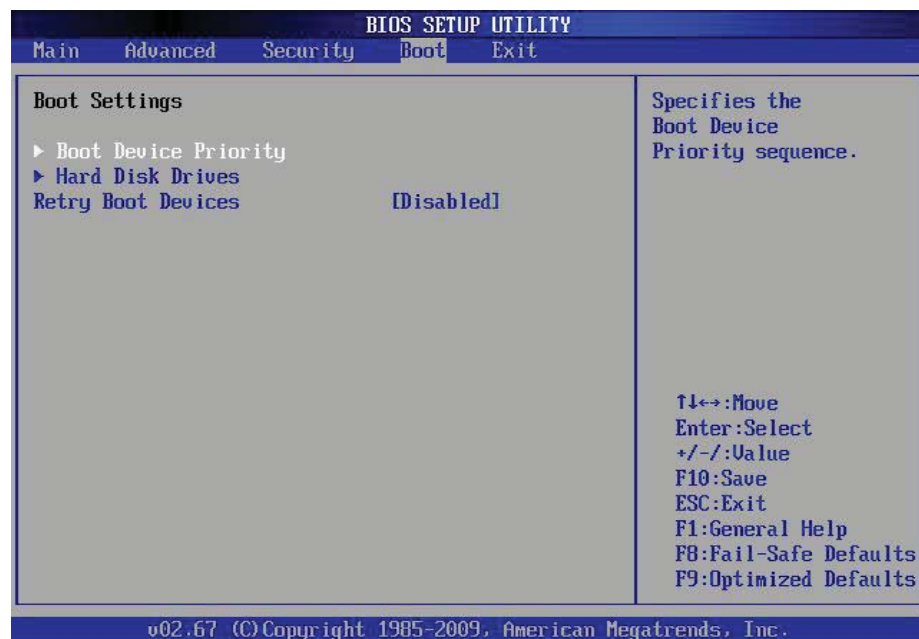 BIOS SETUP UTILITY
Main Advanced Security Boot Exit
Boot Settings
▶ Boot Device Priority
▶ Hard Disk Drives
Retry Boot Devices [Disabled]
Specifies the
Boot Device
Priority sequence.
↑↓←→:Move
Enter:Select
+/-/:Value
F10:Save
ESC:Exit
F1:General Help
F8:Fail-Safe Defaults
F9:Optimized Defaults
v02.67 (C)Copyright 1985-2009, American Megatrends, Inc.